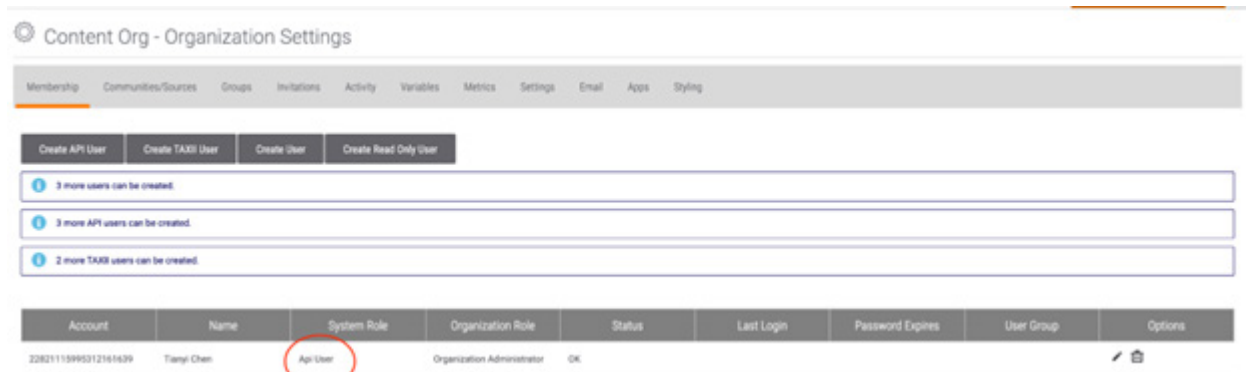 Content Org - Organization Settings
Membership Communities/Sources Groups Invitations Activity Variables Metrics Settings Email Apps Styling
Create API User Create TAXII User Create User Create Read Only User
3 more users can be created.
3 more API users can be created.
2 more TAXII users can be created.
Account Name System Role Organization Role Status Last Login Password Expires User Group Options
22821115995312161639 Tianyi Chen Api User Organization Administrator OK